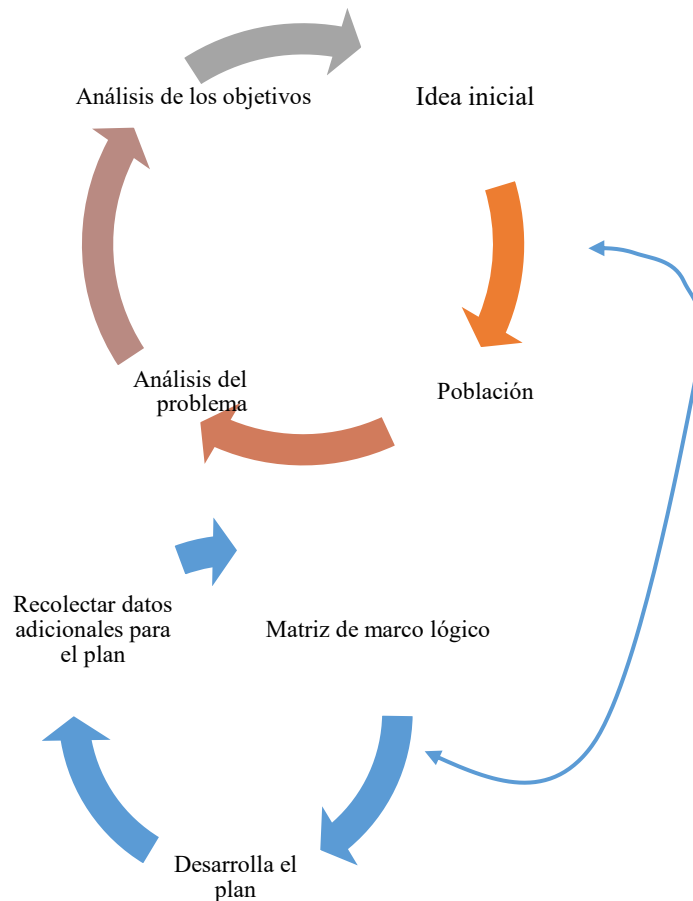 Análisis de los objetivos
Idea inicial
Análisis del
problema
Población
Recolectar datos
adicionales para
el plan
Matriz de marco lógico
Desarrolla el
plan